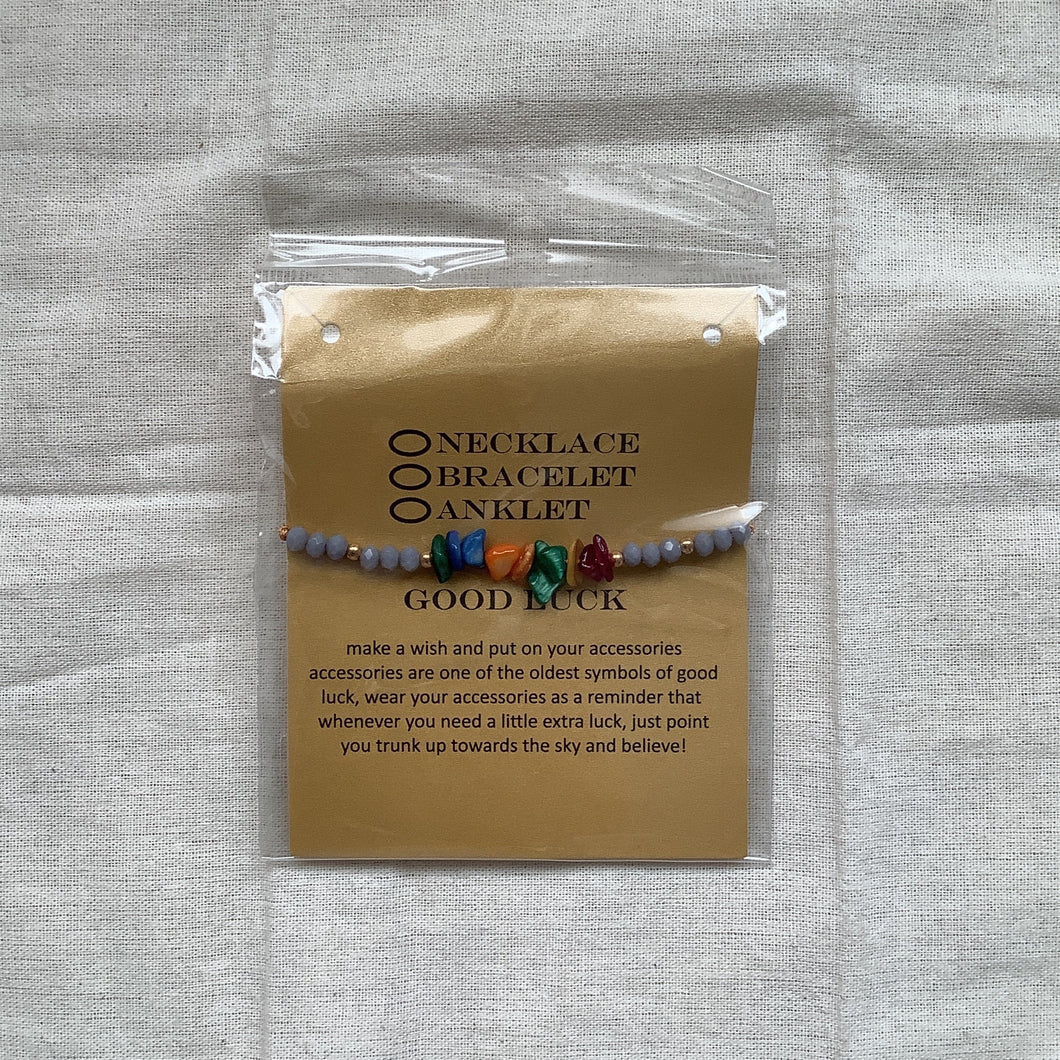 NECKLACE
BRACELET
ANKLET
GOOD LUCK
make a wish and put on your accessories
accessories are one of the oldest symbols of good
luck, wear your accessories as a reminder that
whenever you need a little extra luck, just point
you trunk up towards the sky and believe!